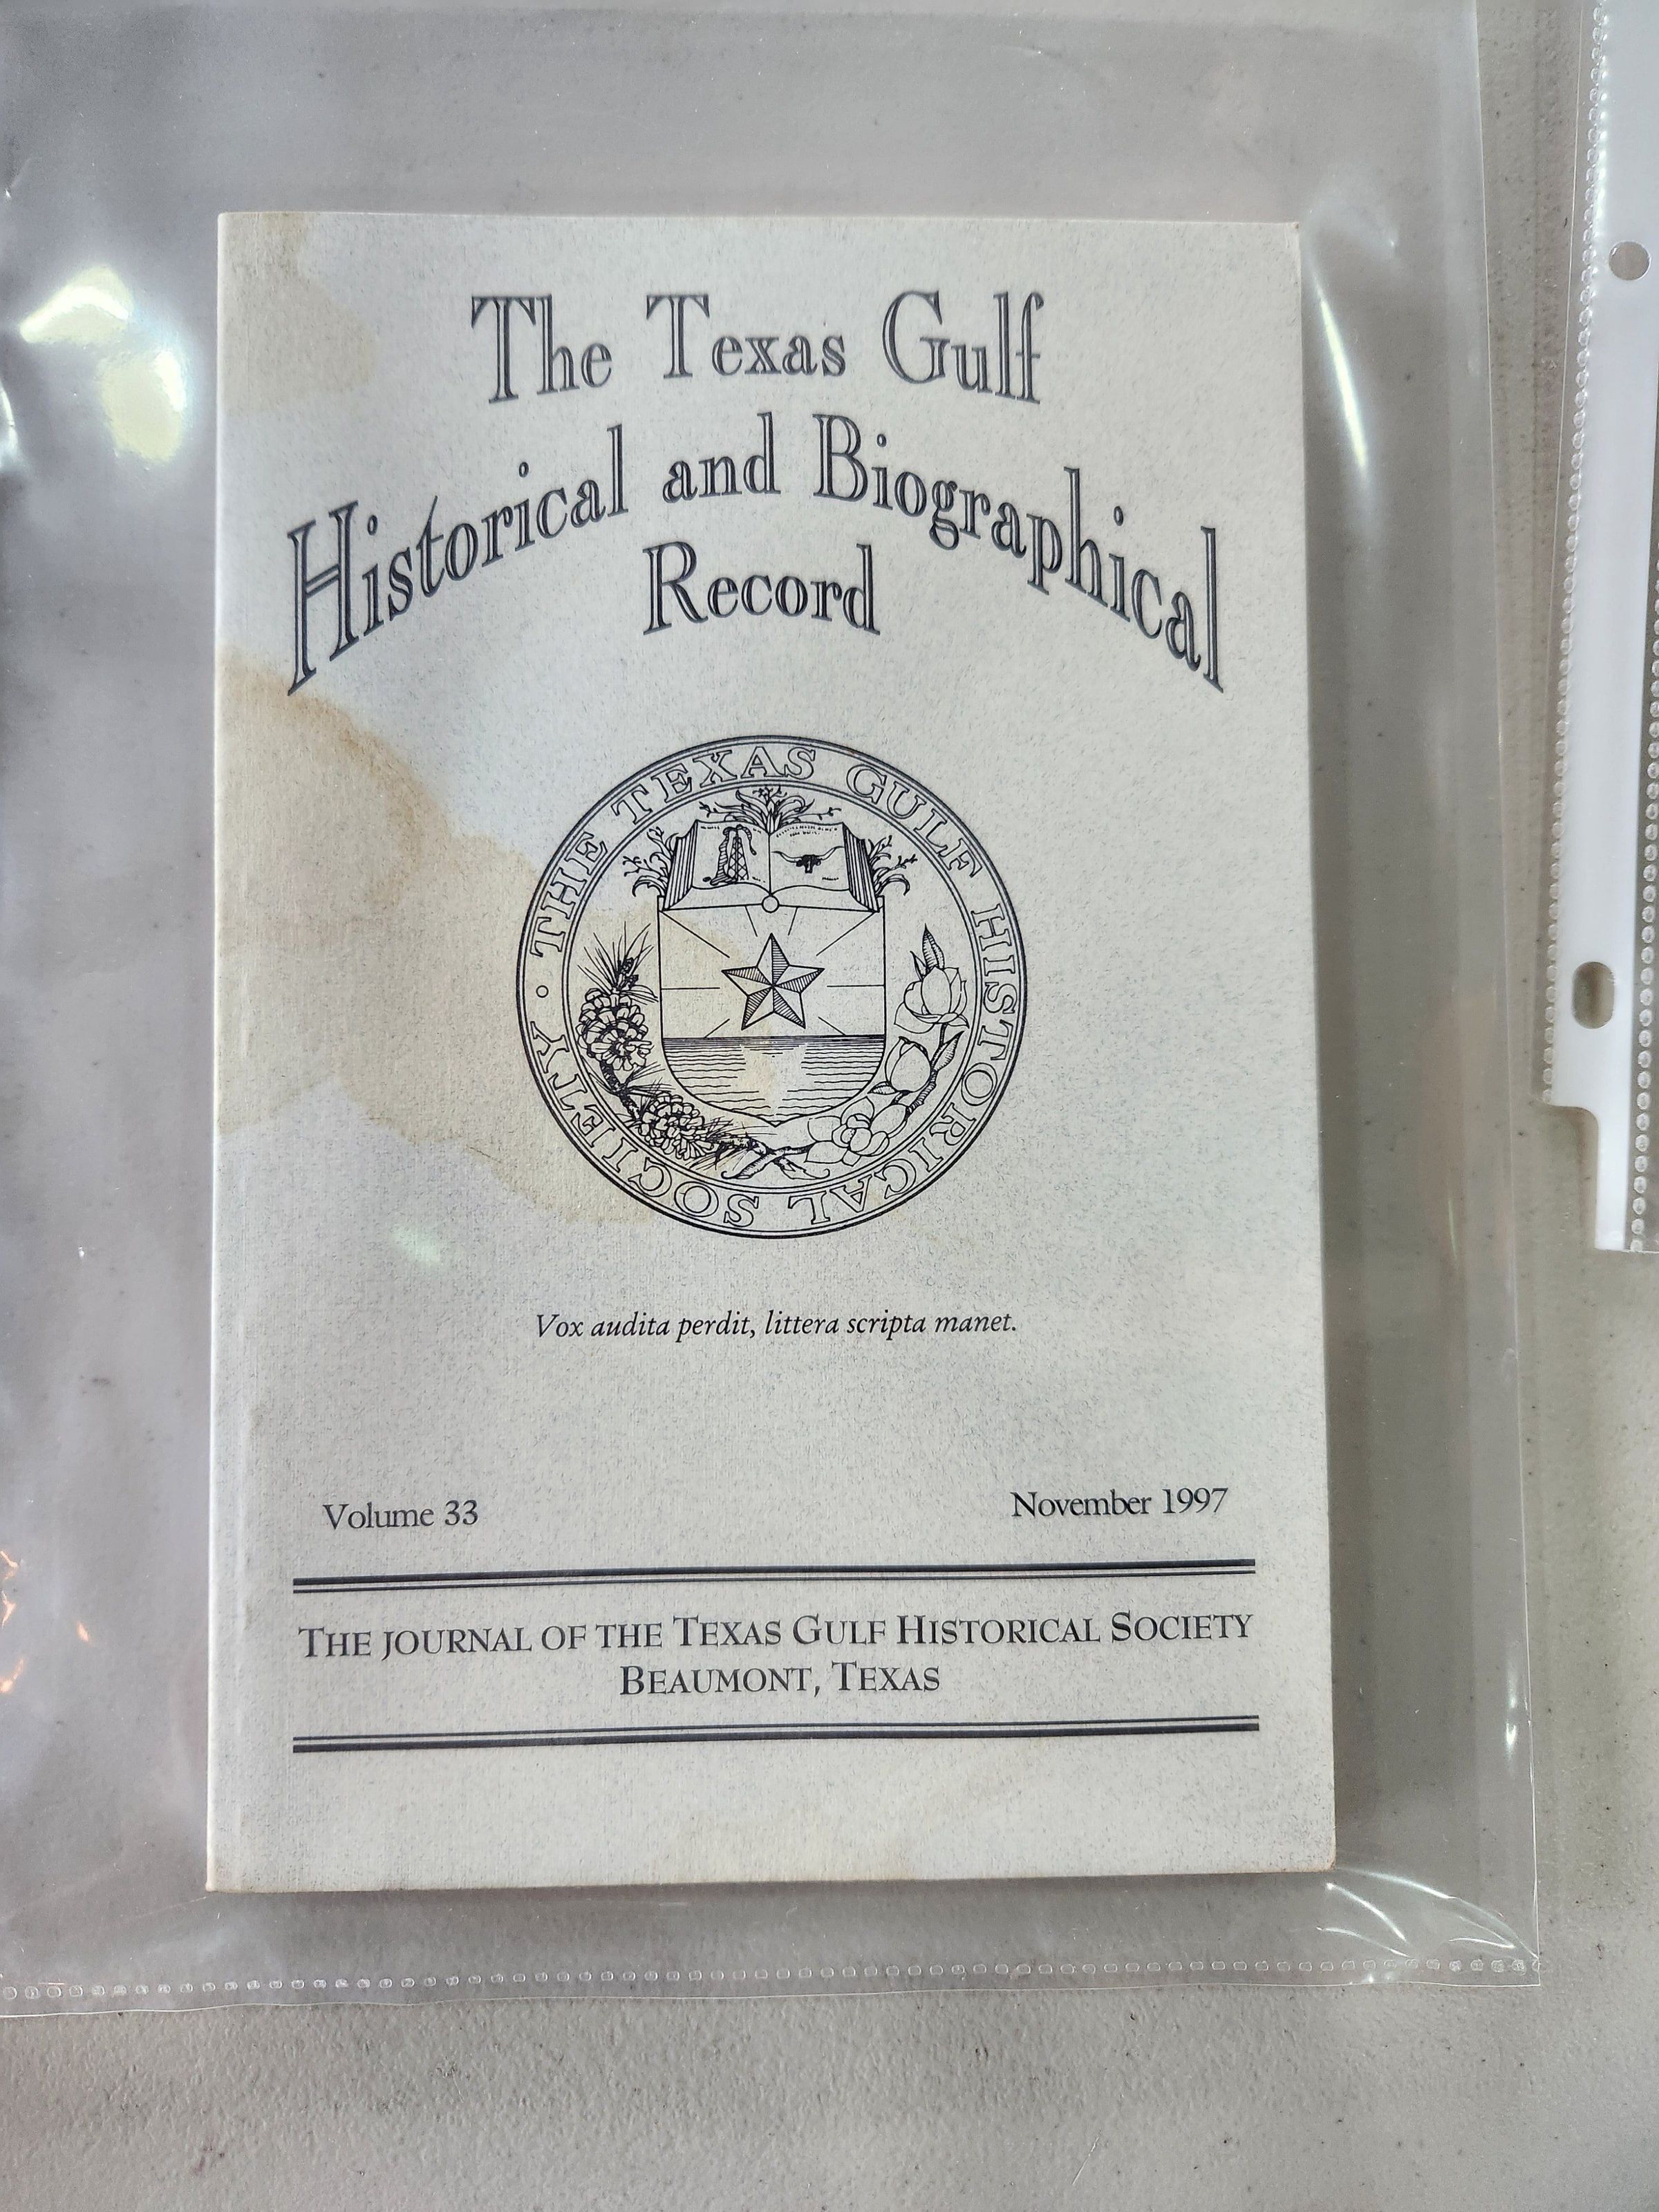 The Texas Gulf
Historical and Biographical
Record
THE TEXAS GULF HISTORICAL SOCIETY
Vox audita perdit, littera scripta manet.
Volume 33
November 1997
THE JOURNAL OF THE TEXAS GULF HISTORICAL SOCIETY
BEAUMONT, TEXAS